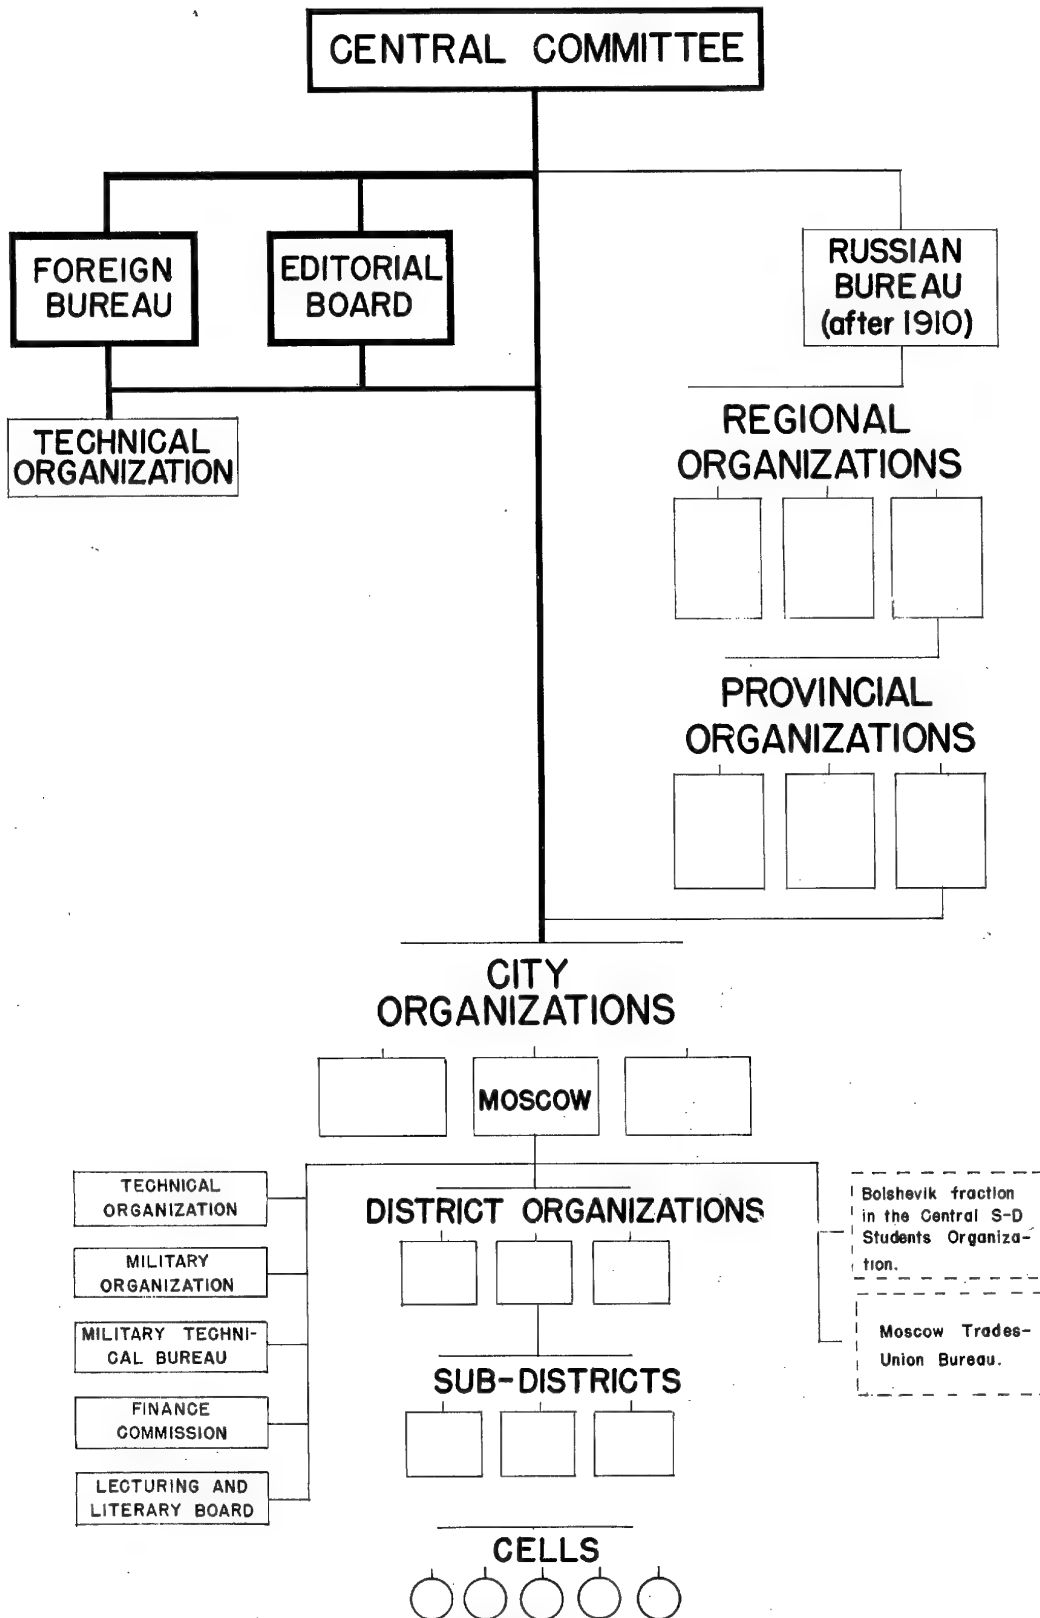 CENTRAL COMMITTEE
FOREIGN
BUREAU
EDITORIAL
BOARD
RUSSIAN
BUREAU
(after 1910)
TECHNICAL
ORGANIZATION
REGIONAL
ORGANIZATIONS
PROVINCIAL
ORGANIZATIONS
CITY
ORGANIZATIONS
MOSCOW
TECHNICAL
ORGANIZATION
MILITARY
ORGANIZATION
MILITARY TECHNI-
CAL BUREAU
FINANCE
COMMISSION
LECTURING AND
LITERARY BOARD
DISTRICT ORGANIZATIONS
SUB-DISTRICTS
CELLS
Bolshevik fraction
in the Central S-D
Students Organiza-
tion.
Moscow Trades-
Union Bureau.